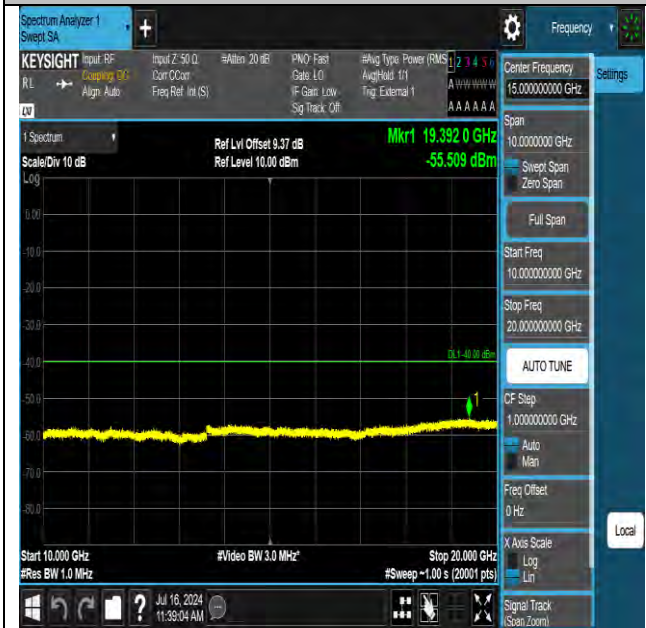 Spectrum Analyzer 1
Swept SA
+
Frequency
KEYSIGHT
RL
Input: RF
Coupling: DC
Align: Auto
Input Z: 50 Ω
Corr CCorr
Freq Ref: Int (S)
#Atten: 20 dB
PNO: Fast
Gate: LO
IF Gain: Low
Sig Track: Off
#Avg Type: Power (RMS
Avg|Hold: 1/1
Trig: External 1
1 2 3 4 5 6
A W W W W W
A A A A A A
1 Spectrum
Scale/Div 10 dB
Log
Ref Lvl Offset 9.37 dB
Ref Level 10.00 dBm
Mkr1 19.392 0 GHz
-55.509 dBm
0.00
-10.0
-20.0
-30.0
-40.0
-50.0
-60.0
-70.0
-80.0
DL1 -40.00 dBm
1
Start 10.000 GHz
#Res BW 1.0 MHz
#Video BW 3.0 MHz*
Stop 20.000 GHz
#Sweep ~1.00 s (20001 pts)
?
Jul 16, 2024
11:39:04 AM
Center Frequency
15.00000000 GHz
Settings
Span
10.0000000 GHz
Swept Span
Zero Span
Full Span
Start Freq
10.000000000 GHz
Stop Freq
20.000000000 GHz
AUTO TUNE
CF Step
1.000000000 GHz
Auto
Man
Freq Offset
0 Hz
X Axis Scale
Log
Lin
Local
Signal Track
(Span Zoom)